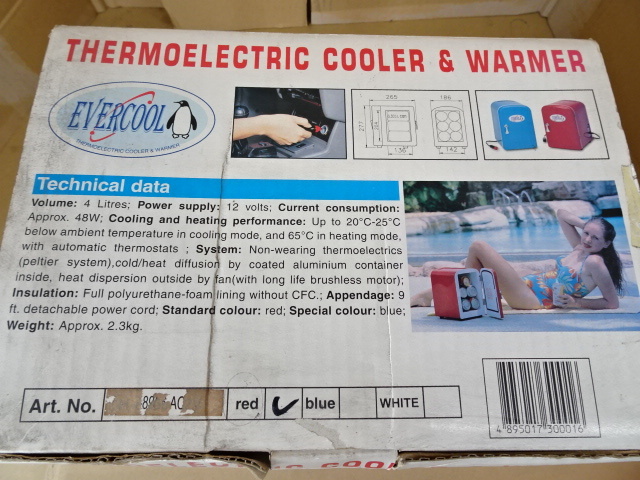 THERMOELECTRIC COOLER & WARMER
EVERCOOL
THERMOELECTRIC COOLER & WARMER
265
186
277
136
142
Technical data
Volume: 4 Litres; Power supply: 12 volts; Current consumption:
Approx. 48W; Cooling and heating performance: Up to 20°C-25°C
below ambient temperature in cooling mode, and 65°C in heating mode,
with automatic thermostats ; System: Non-wearing thermoelectrics
(peltier system),cold/heat diffusion by coated aluminium container
inside, heat dispersion outside by fan(with long life brushless motor);
Insulation: Full polyurethane-foam lining without CFC.; Appendage: 9
ft. detachable power cord; Standard colour: red; Special colour: blue;
Weight: Approx. 2.3kg.
Art. No. red blue WHITE
4 895017 300016